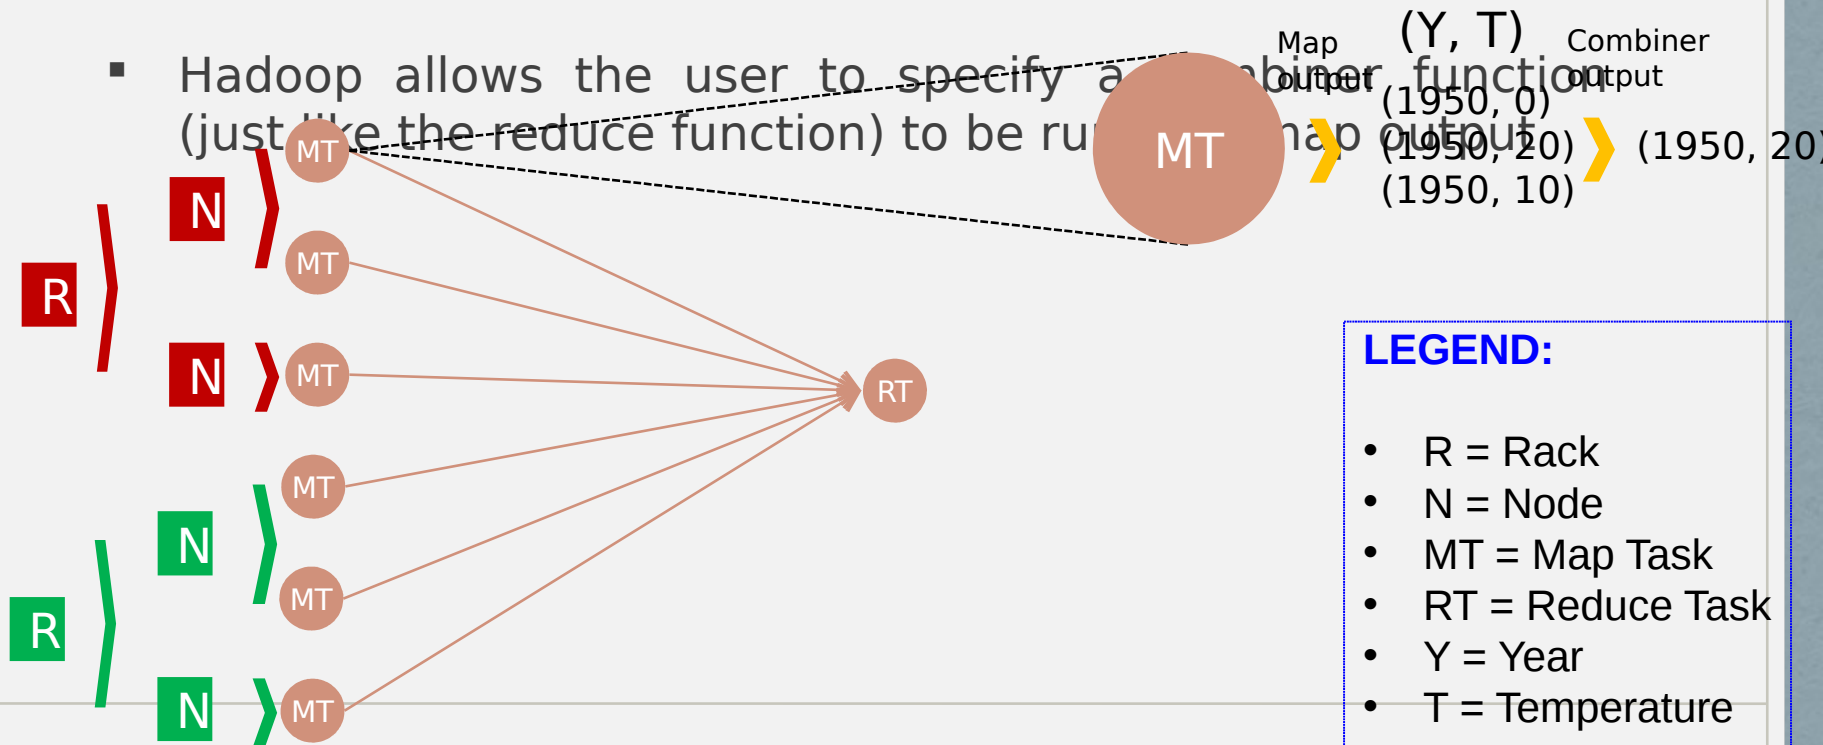 Hadoop allows the user to specify a combiner function
(just like the reduce function) to be run map output
Map
output
(Y, T)
(1950, 0)
(1950, 20)
(1950, 10)
Combiner
output
(1950, 20)
MT
MT
MT
MT
MT
MT
MT
N
N
R
N
N
R
RT
LEGEND:
• R = Rack
• N = Node
• MT = Map Task
• RT = Reduce Task
• Y = Year
• T = Temperature